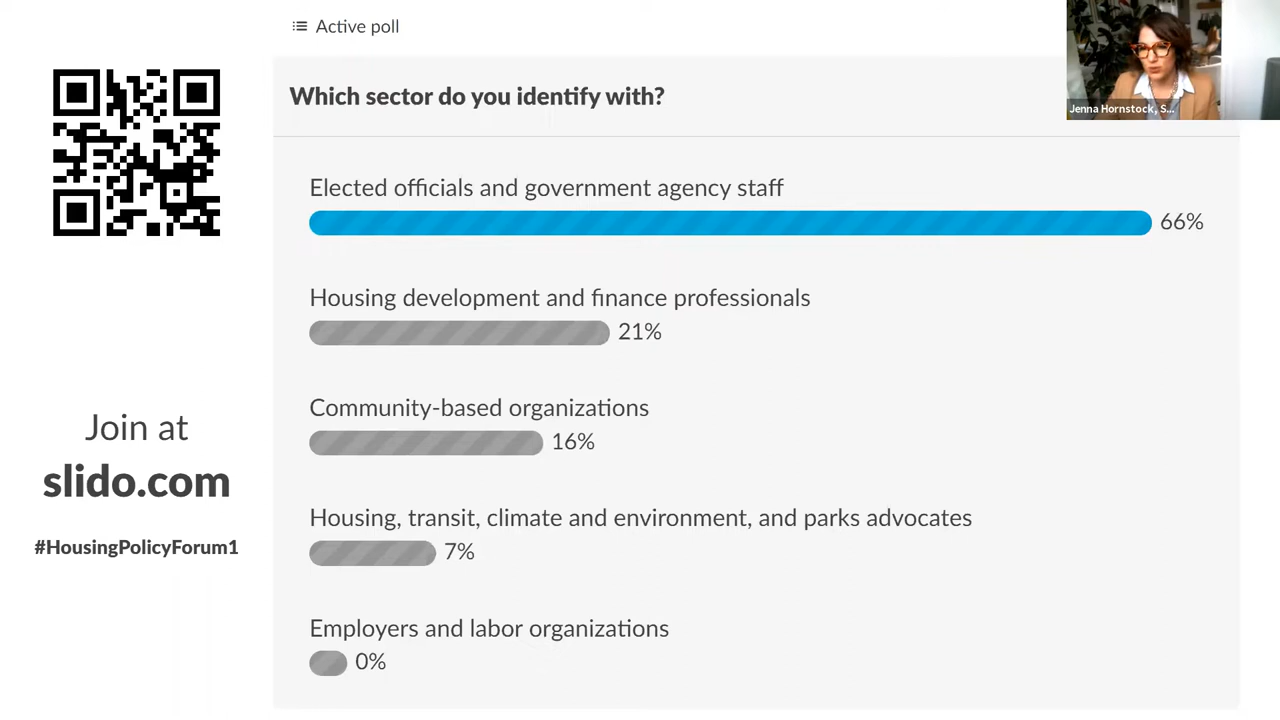 Active poll
Jenna Hornstock, S...
Which sector do you identify with?
Elected officials and government agency staff
66%
Housing development and finance professionals
21%
Community-based organizations
16%
Housing, transit, climate and environment, and parks advocates
7%
Employers and labor organizations
0%
Join at
slido.com
#HousingPolicyForum1